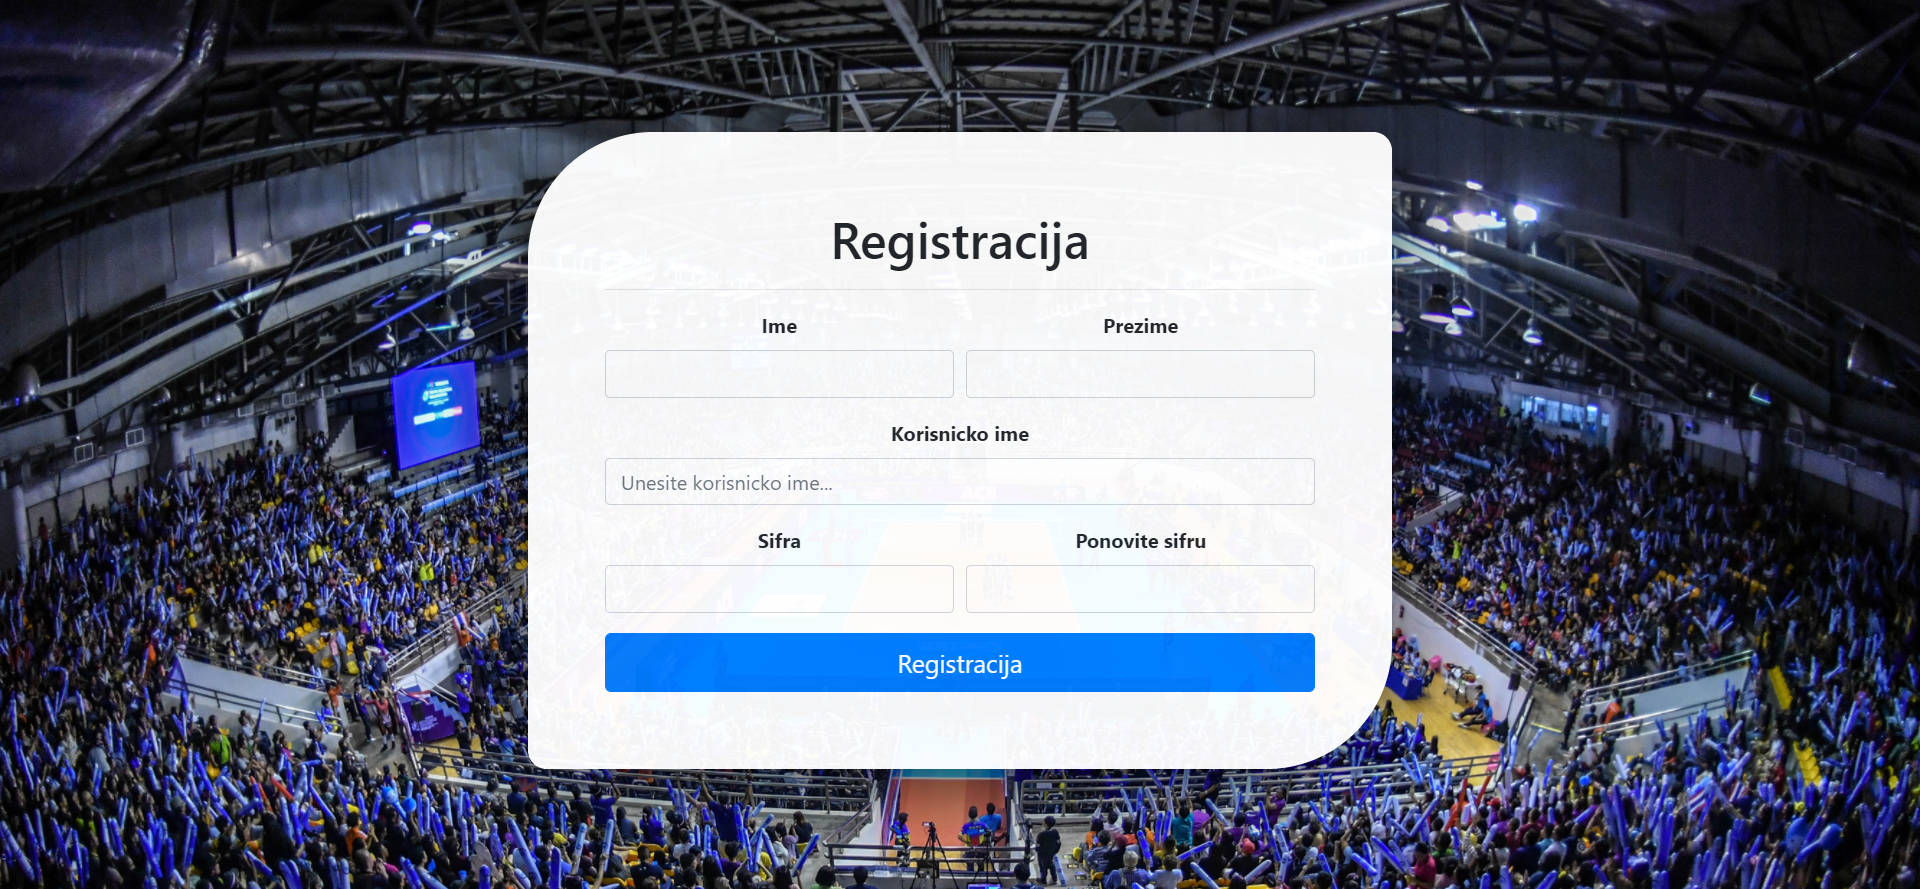 Registracija
Ime
Prezime
Korisnicko ime
Unesite korisnicko ime...
Sifra
Ponovite sifru
Registracija